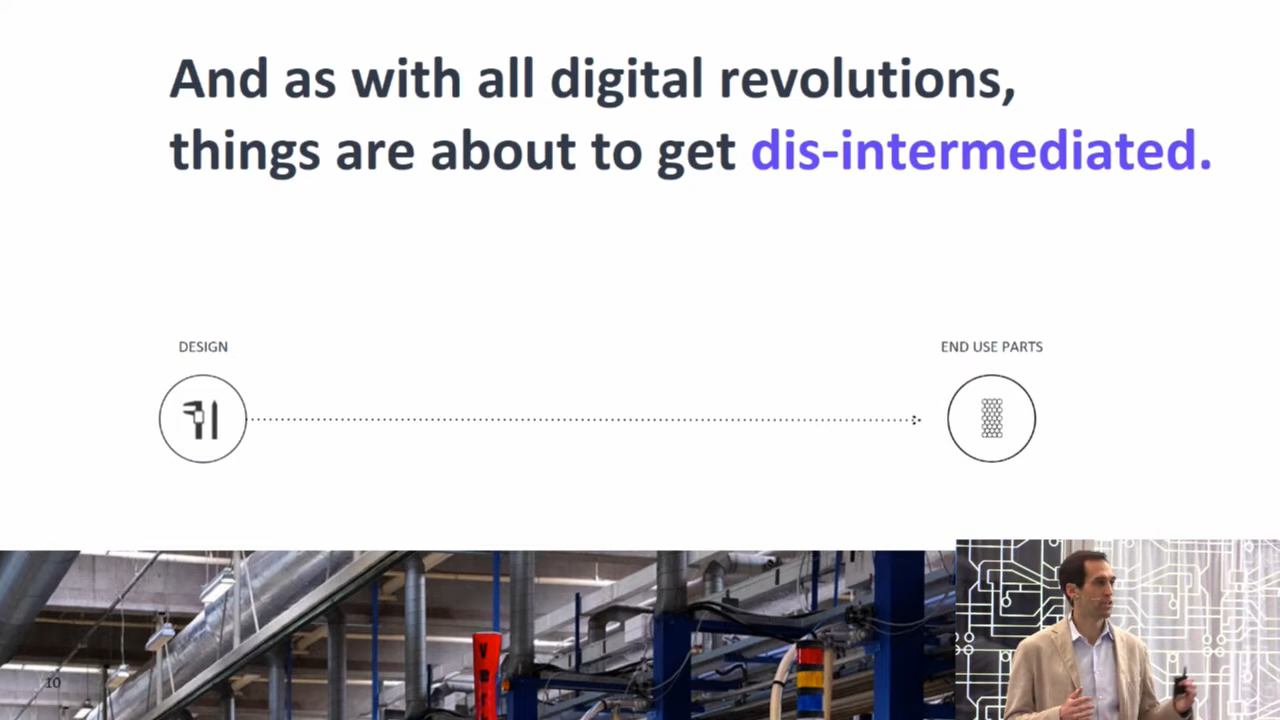 And as with all digital revolutions,
things are about to get dis-intermediated.
DESIGN
END USE PARTS
10